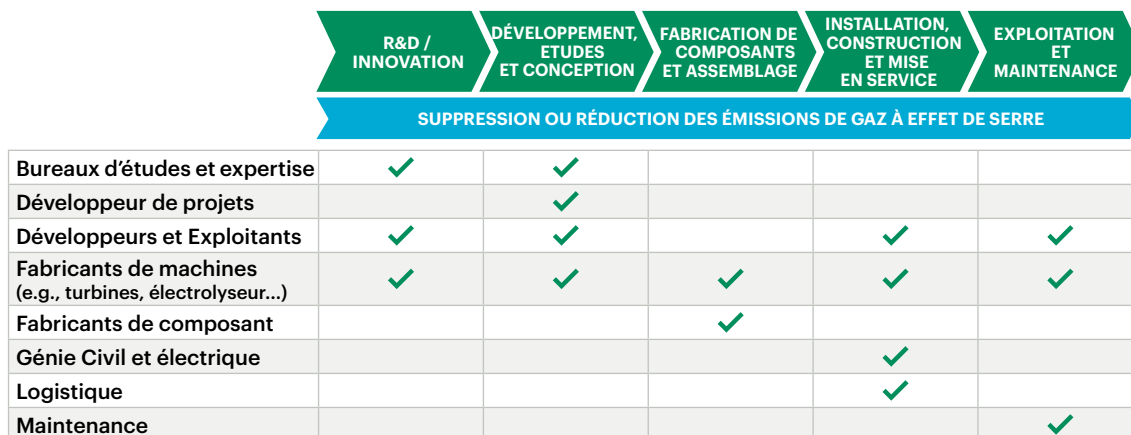 R&D /
INNOVATION
DÉVELOPPEMENT,
ETUDES
ET CONCEPTION
FABRICATION DE
COMPOSANTS
ET ASSEMBLAGE
INSTALLATION,
CONSTRUCTION
ET MISE
EN SERVICE
EXPLOITATION
ET
MAINTENANCE
SUPPRESSION OU RÉDUCTION DES ÉMISSIONS DE GAZ À EFFET DE SERRE
Bureaux d'études et expertise
Développeur de projets
Développeurs et Exploitants
Fabricants de machines
(e.g., turbines, électrolyseur...)
Fabricants de composant
Génie Civil et électrique
Logistique
Maintenance